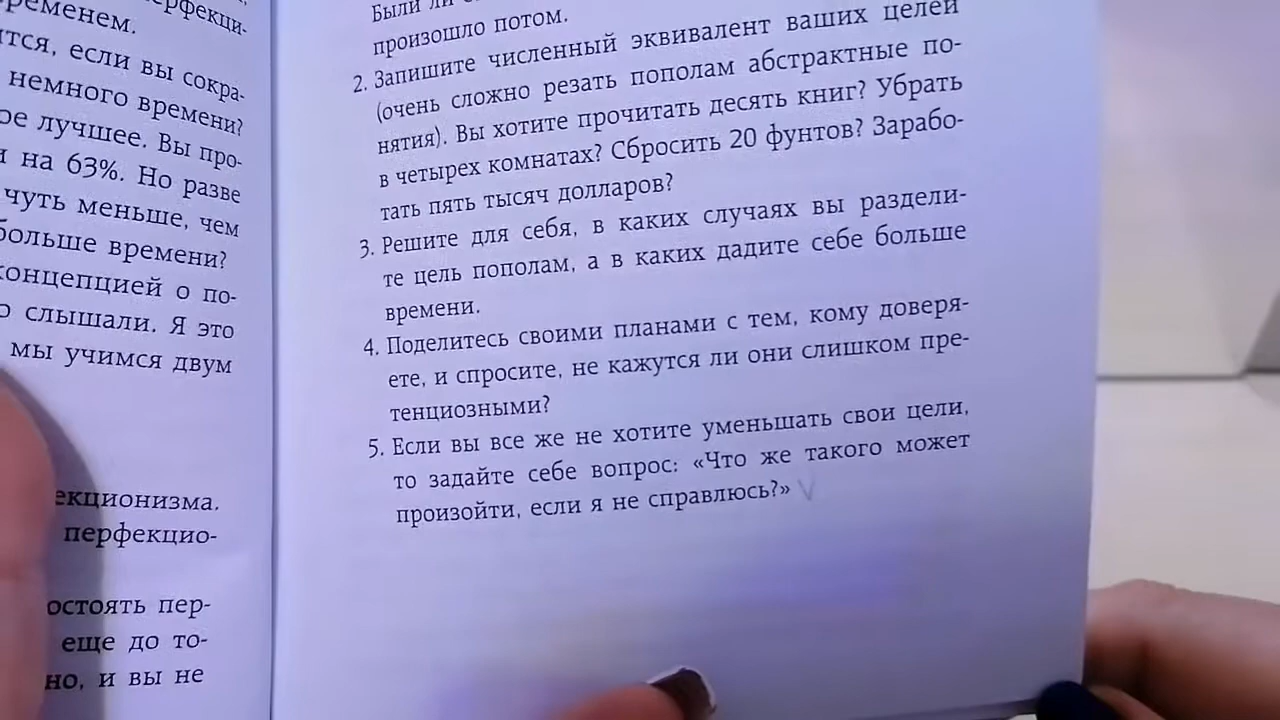 ременем.
тся, если вы сокра-
немного времени?
ое лучшее. Вы про-
на 63%. Но разве
чуть меньше, чем
больше времени?
концепцией о по-
слышали. Я это
мы учимся двум
екционизма.
перфекцио-
остоять пер-
еще до то-
но, и вы не
Были ли
произошло потом.
2. Запишите численный эквивалент ваших целей
(очень сложно резать пополам абстрактные по-
нятия). Вы хотите прочитать десять книг? Убрать
в четырех комнатах? Сбросить 20 фунтов? Зарабо-
тать пять тысяч долларов?
3. Решите для себя, в каких случаях вы раздели-
те цель пополам, а в каких дадите себе больше
времени.
4. Поделитесь своими планами с тем, кому доверя-
ете, и спросите, не кажутся ли они слишком пре-
тенциозными?
5. Если вы все же не хотите уменьшать свои цели,
то задайте себе вопрос: «Что же такого может
произойти, если я не справлюсь?»